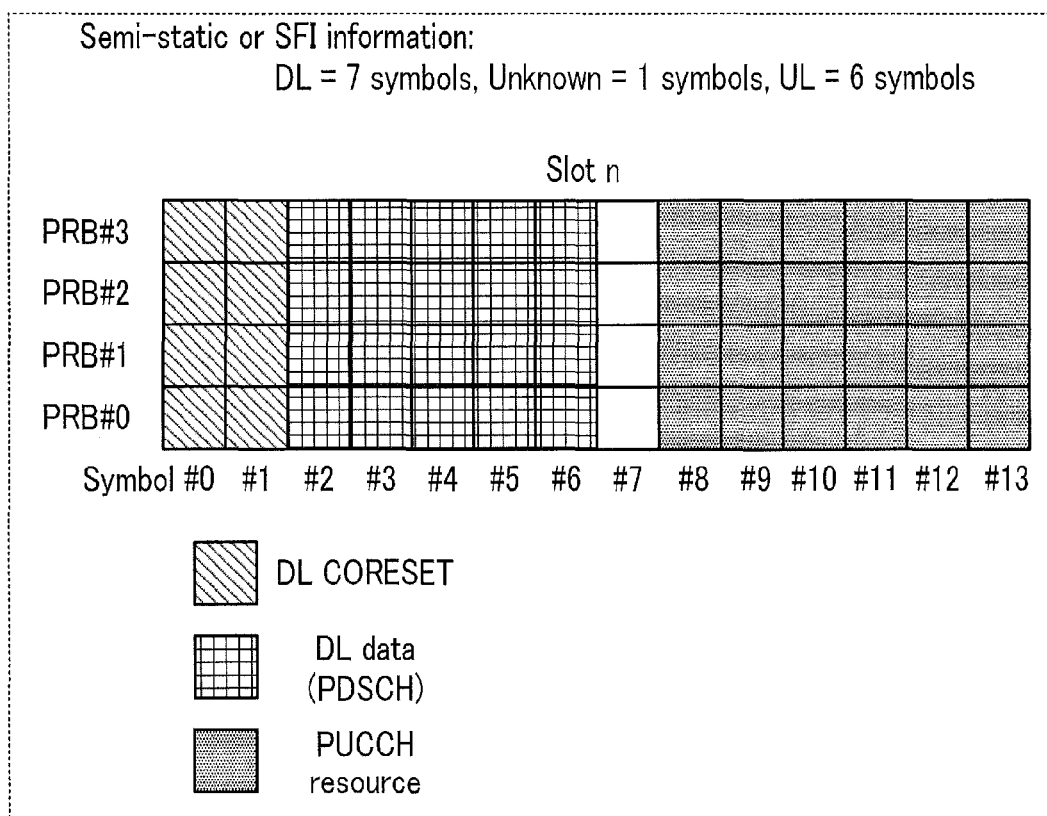 Semi-static or SFI information:
DL = 7 symbols, Unknown = 1 symbols, UL = 6 symbols
Slot n
PRB#3
PRB#2
PRB#1
PRB#0
Symbol #0 #1 #2 #3 #4 #5 #6 #7 #8 #9 #10 #11 #12 #13
DL CORESET
DL data
(PDSCH)
PUCCH
resource